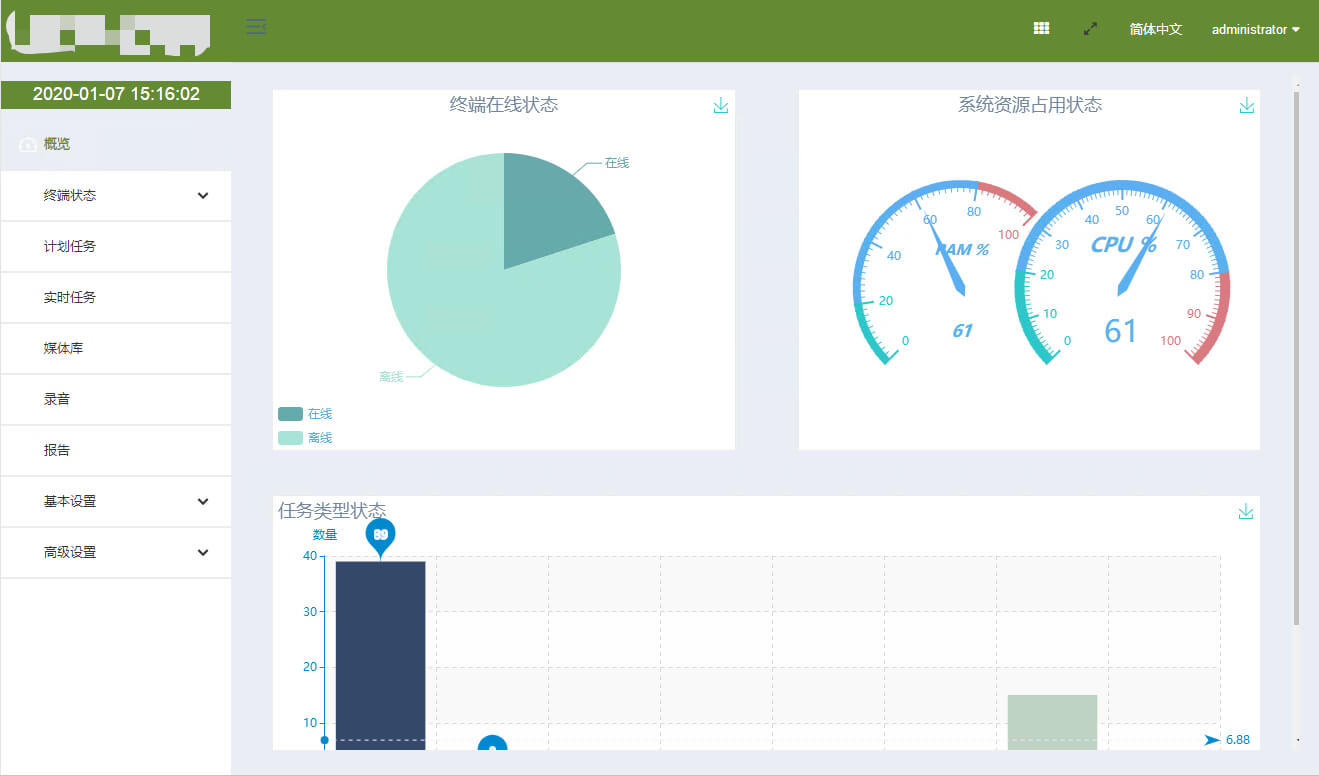 简体中文 administrator
2020-01-07 15:16:02
概览
终端状态
计划任务
实时任务
媒体库
录音
报告
基本设置
高级设置
终端在线状态
在线
离线
在线
离线
系统资源占用状态
0 20 40 60 80 100
RAM %
61
0 10 20 30 40 50 60 70 80 90 100
CPU %
61
任务类型状态
数量
40
30
20
10
6.88